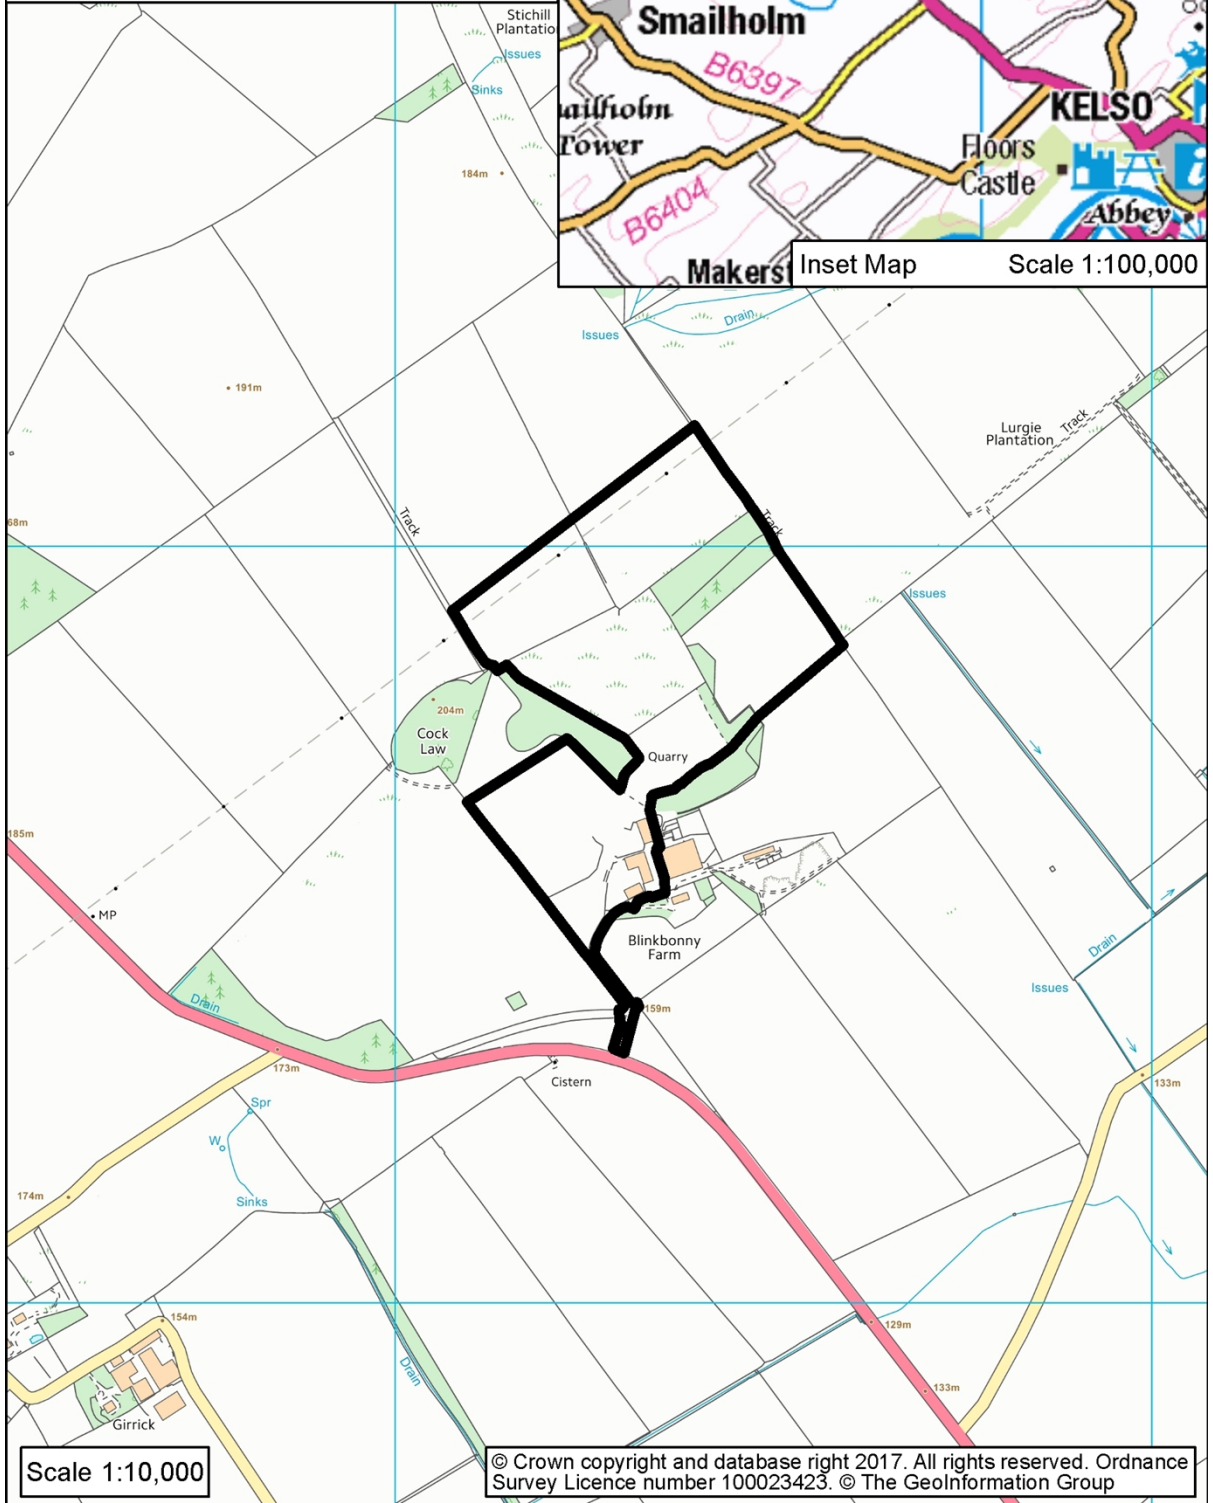 Stichill
Plantatio
Issues
Sinks
184m
Smailholm
B6397
ailholm
Tower
KELSO
Floors
Castle
B6404
Abbey
Makerst
Inset Map
Scale 1:100,000
Issues
Drain
191m
Track
Lurgie
Plantation
Track
68m
Track
Issues
204m
Cock
Law
Quarry
185m
MP
Blinkbonny
Farm
Drain
Issues
Drain
159m
173m
Cistern
133m
Spr
W
Sinks
174m
154m
129m
Drain
133m
Girrick
Scale 1:10,000
© Crown copyright and database right 2017. All rights reserved. Ordnance
Survey Licence number 100023423. © The GeoInformation Group